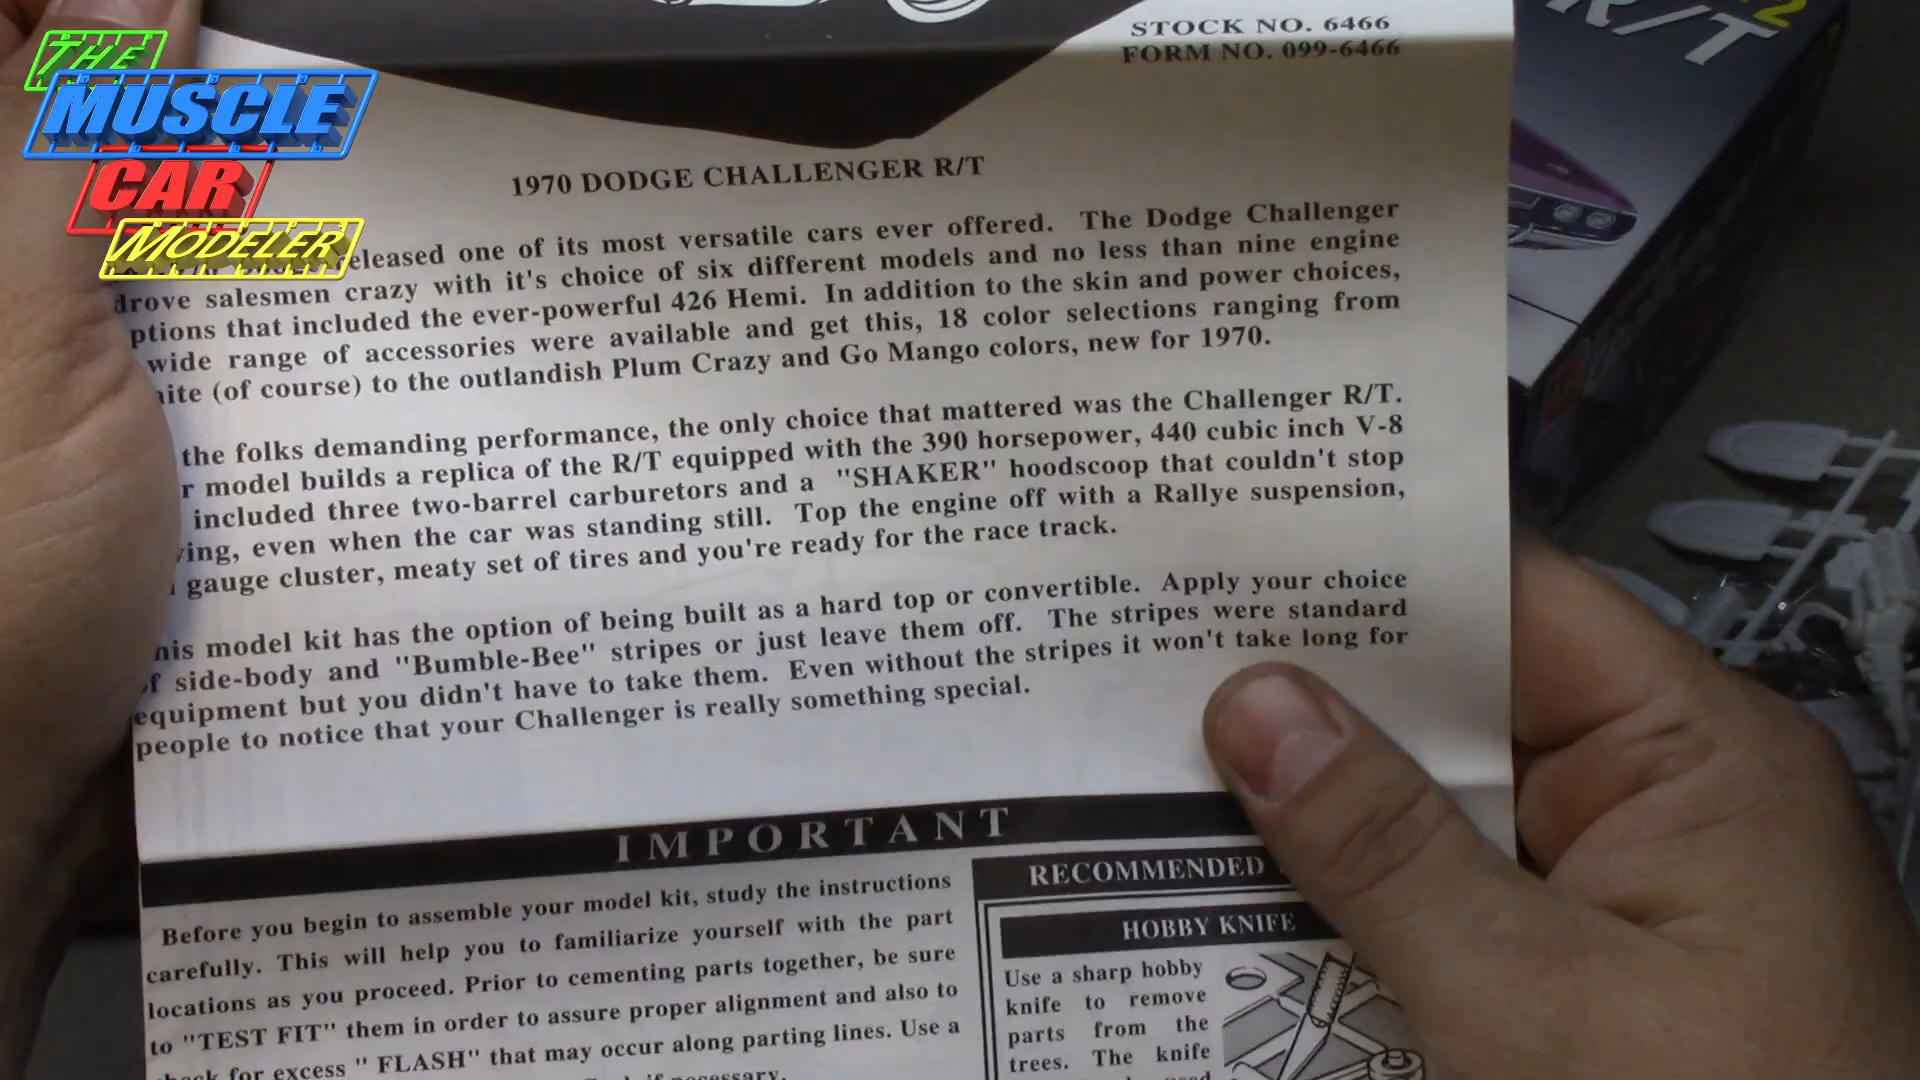 THE
MUSCLE
CAR
MODELER
R/T
STOCK NO. 6466
FORM NO. 099-6466
1970 DODGE CHALLENGER R/T
eleased one of its most versatile cars ever offered. The Dodge Challenger
drove salesmen crazy with it's choice of six different models and no less than nine engine
ptions that included the ever-powerful 426 Hemi. In addition to the skin and power choices,
wide range of accessories were available and get this, 18 color selections ranging from
ite (of course) to the outlandish Plum Crazy and Go Mango colors, new for 1970.
the folks demanding performance, the only choice that mattered was the Challenger R/T.
r model builds a replica of the R/T equipped with the 390 horsepower, 440 cubic inch V-8
included three two-barrel carburetors and a "SHAKER" hoodscoop that couldn't stop
ving, even when the car was standing still. Top the engine off with a Rallye suspension,
gauge cluster, meaty set of tires and you're ready for the race track.
his model kit has the option of being built as a hard top or convertible. Apply your choice
f side-body and "Bumble-Bee" stripes or just leave them off. The stripes were standard
equipment but you didn't have to take them. Even without the stripes it won't take long for
people to notice that your Challenger is really something special.
IMPORTANT
Before you begin to assemble your model kit, study the instructions
carefully. This will help you to familiarize yourself with the part
locations as you proceed. Prior to cementing parts together, be sure
to "TEST FIT" them in order to assure proper alignment and also to
for excess " FLASH" that may occur along parting lines. Use a
necessary.
RECOMMENDED
HOBBY KNIFE
Use a sharp hobby
knife to remove
parts from the
trees. The knife